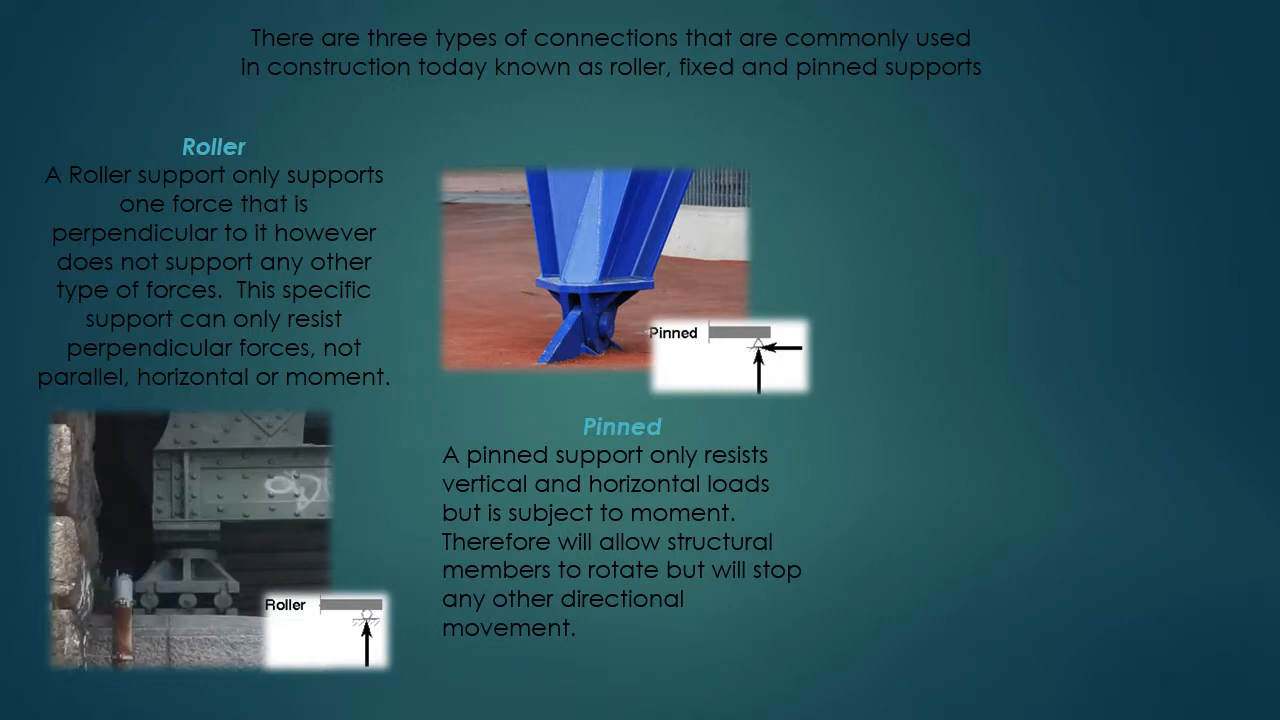 There are three types of connections that are commonly used
in construction today known as roller, fixed and pinned supports
Roller
A Roller support only supports
one force that is
perpendicular to it however
does not support any other
type of forces.  This specific
support can only resist
perpendicular forces, not
parallel, horizontal or moment.
Roller
Pinned
Pinned
A pinned support only resists
vertical and horizontal loads
but is subject to moment.
Therefore will allow structural
members to rotate but will stop
any other directional
movement.